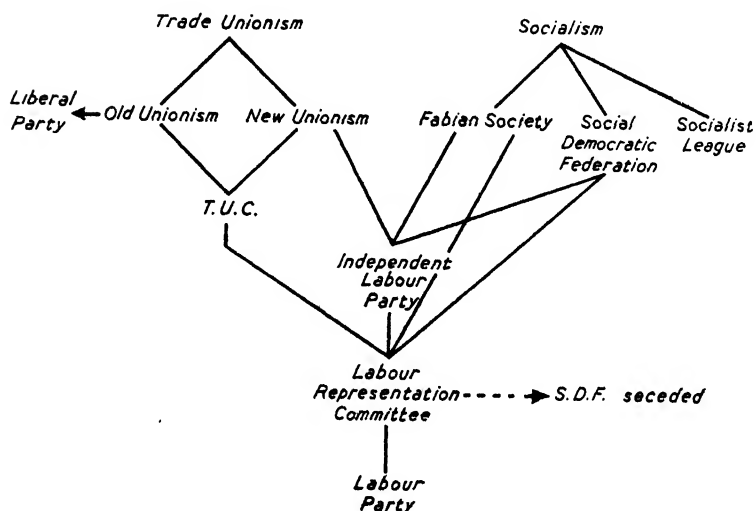 Trade Unionism
Socialism
Liberal
Party
Old Unionism
New Unionism
Fabian Society
Social
Democratic
Federation
Socialist
League
T.U.C.
Independent
Labour
Party
Labour
Representation
Committee
S.D.F. seceded
Labour
Party